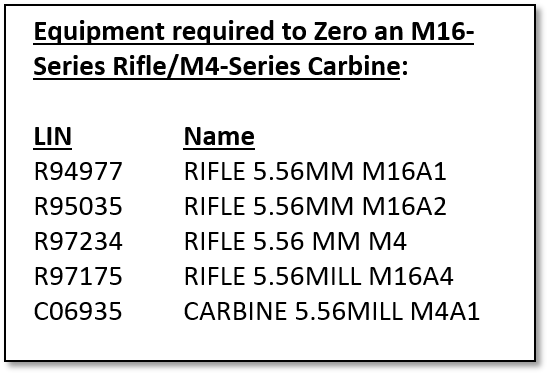 Equipment required to Zero an M16-
Series Rifle/M4-Series Carbine:
LIN Name
R94977 RIFLE 5.56MM M16A1
R95035 RIFLE 5.56MM M16A2
R97234 RIFLE 5.56 MM M4
R97175 RIFLE 5.56MILL M16A4
C06935 CARBINE 5.56MILL M4A1